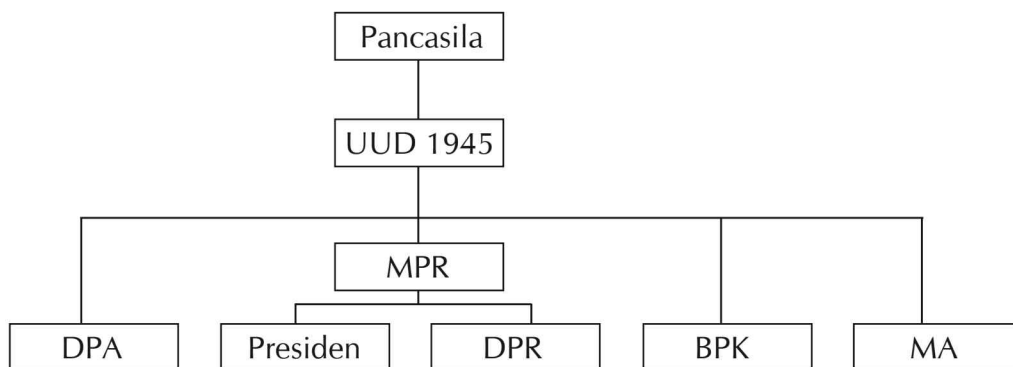 Pancasila
UUD 1945
MPR
DPA
Presiden
DPR
BPK
MA